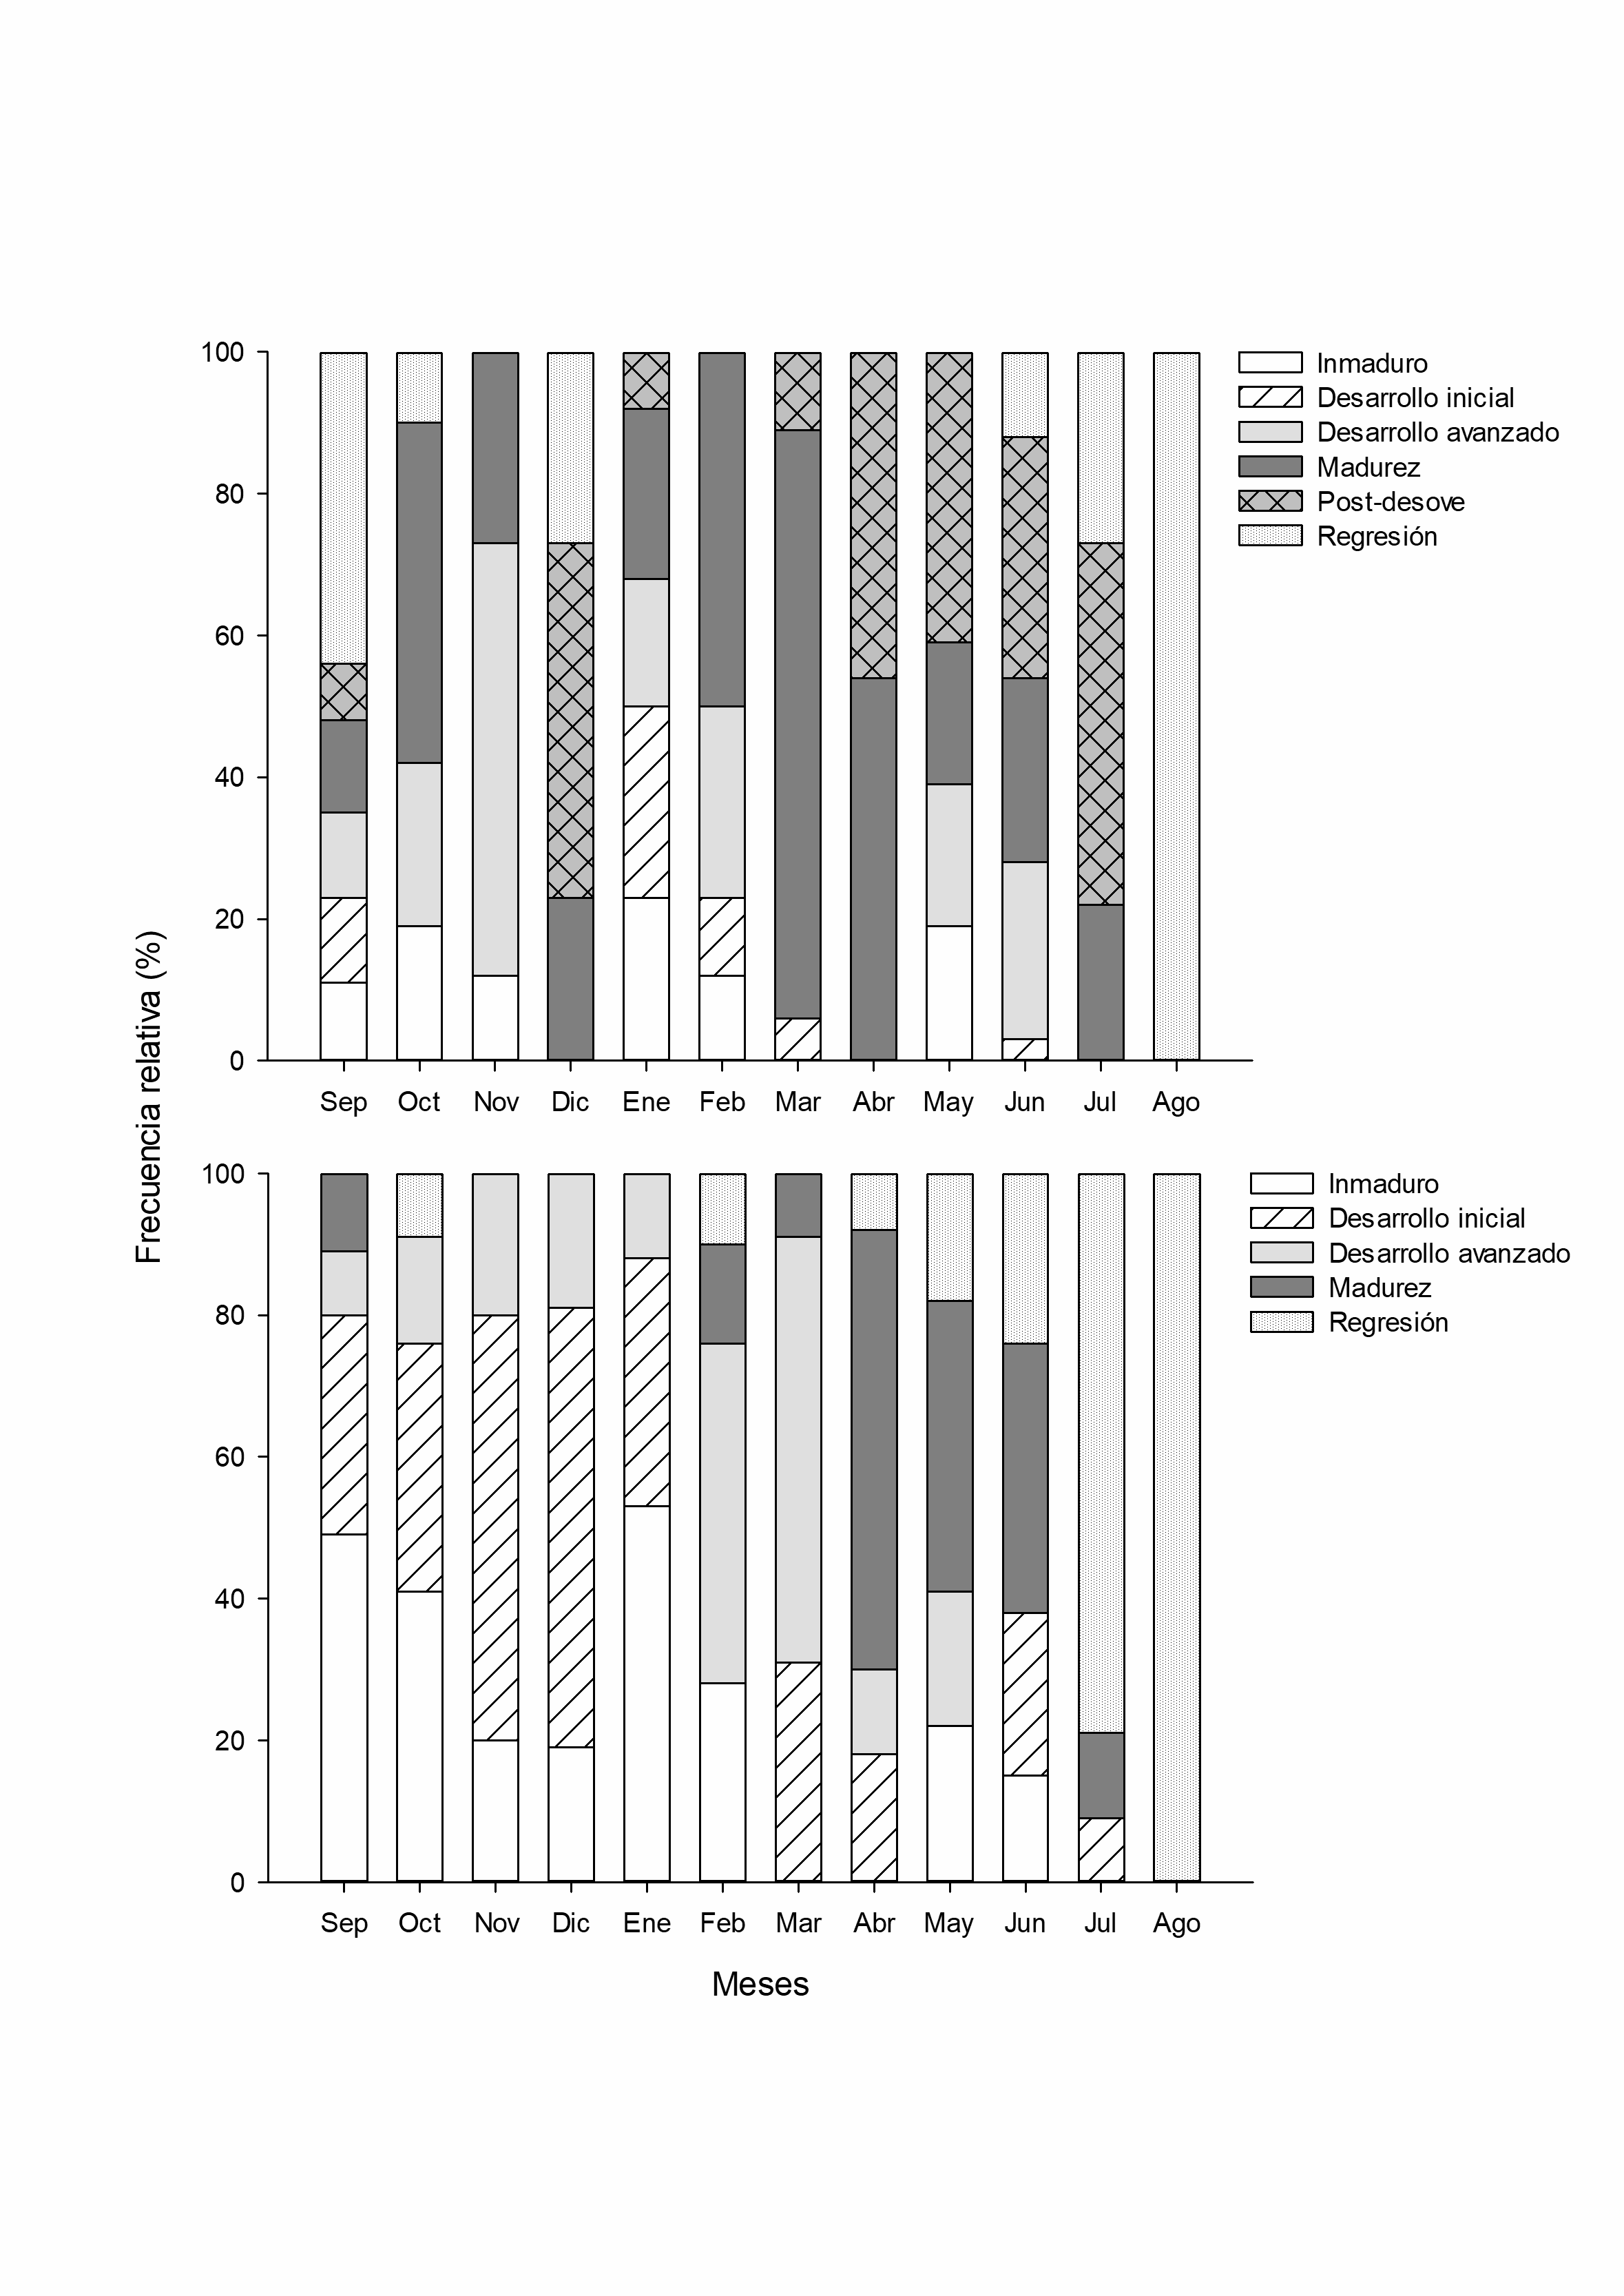 Frecuencia relativa (%)
100
80
60
40
20
0
Sep Oct Nov Dic Ene Feb Mar Abr May Jun Jul Ago
Inmaduro
Desarrollo inicial
Desarrollo avanzado
Madurez
Post-desove
Regresión
100
80
60
40
20
0
Sep Oct Nov Dic Ene Feb Mar Abr May Jun Jul Ago
Inmaduro
Desarrollo inicial
Desarrollo avanzado
Madurez
Regresión
Meses